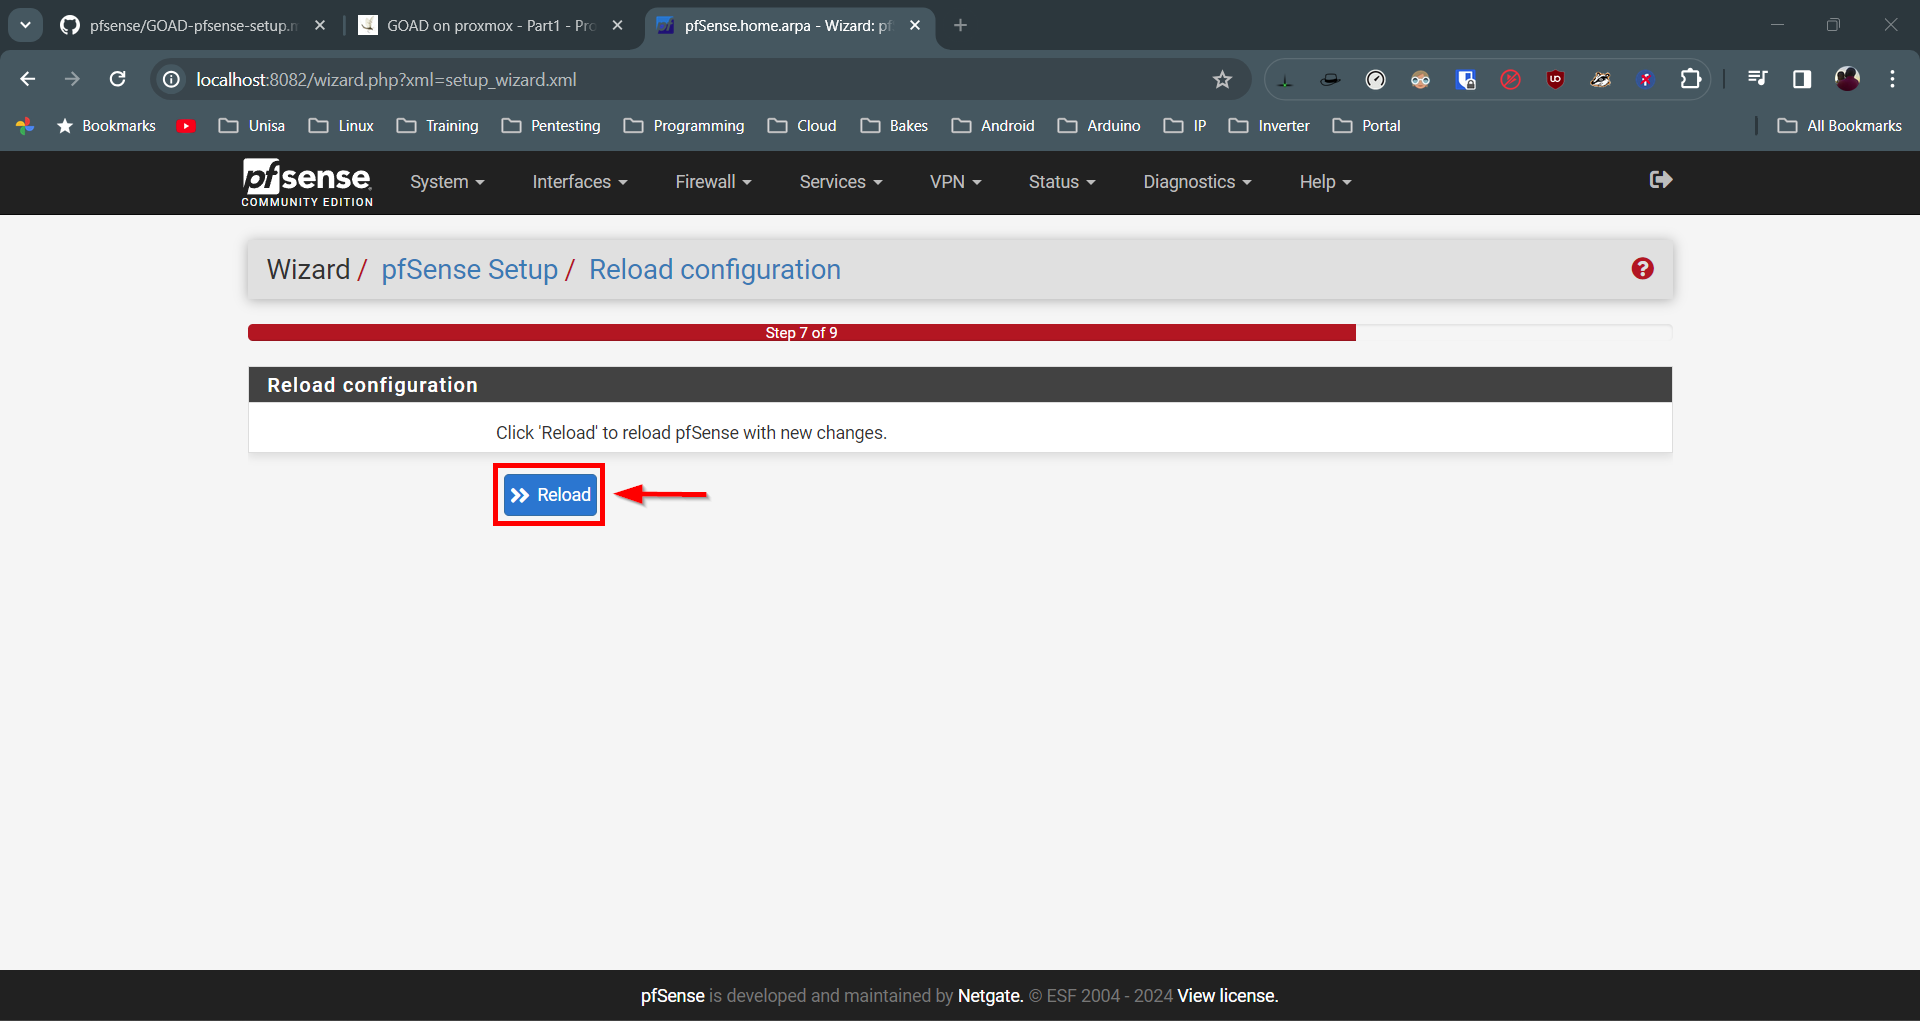 pfsense/GOAD-pfsense-setup.m
GOAD on proxmox - Part1 - Pro
pfSense.home.arpa - Wizard: pf
localhost:8082/wizard.php?xml=setup_wizard.xml
Bookmarks Unisa Linux Training Pentesting Programming Cloud Bakes Android Arduino IP Inverter Portal All Bookmarks
pfsense
COMMUNITY EDITION
System Interfaces Firewall Services VPN Status Diagnostics Help
Wizard / pfSense Setup / Reload configuration
Step 7 of 9
Reload configuration
Click 'Reload' to reload pfSense with new changes.
Reload
pfSense is developed and maintained by Netgate. © ESF 2004 - 2024 View license.